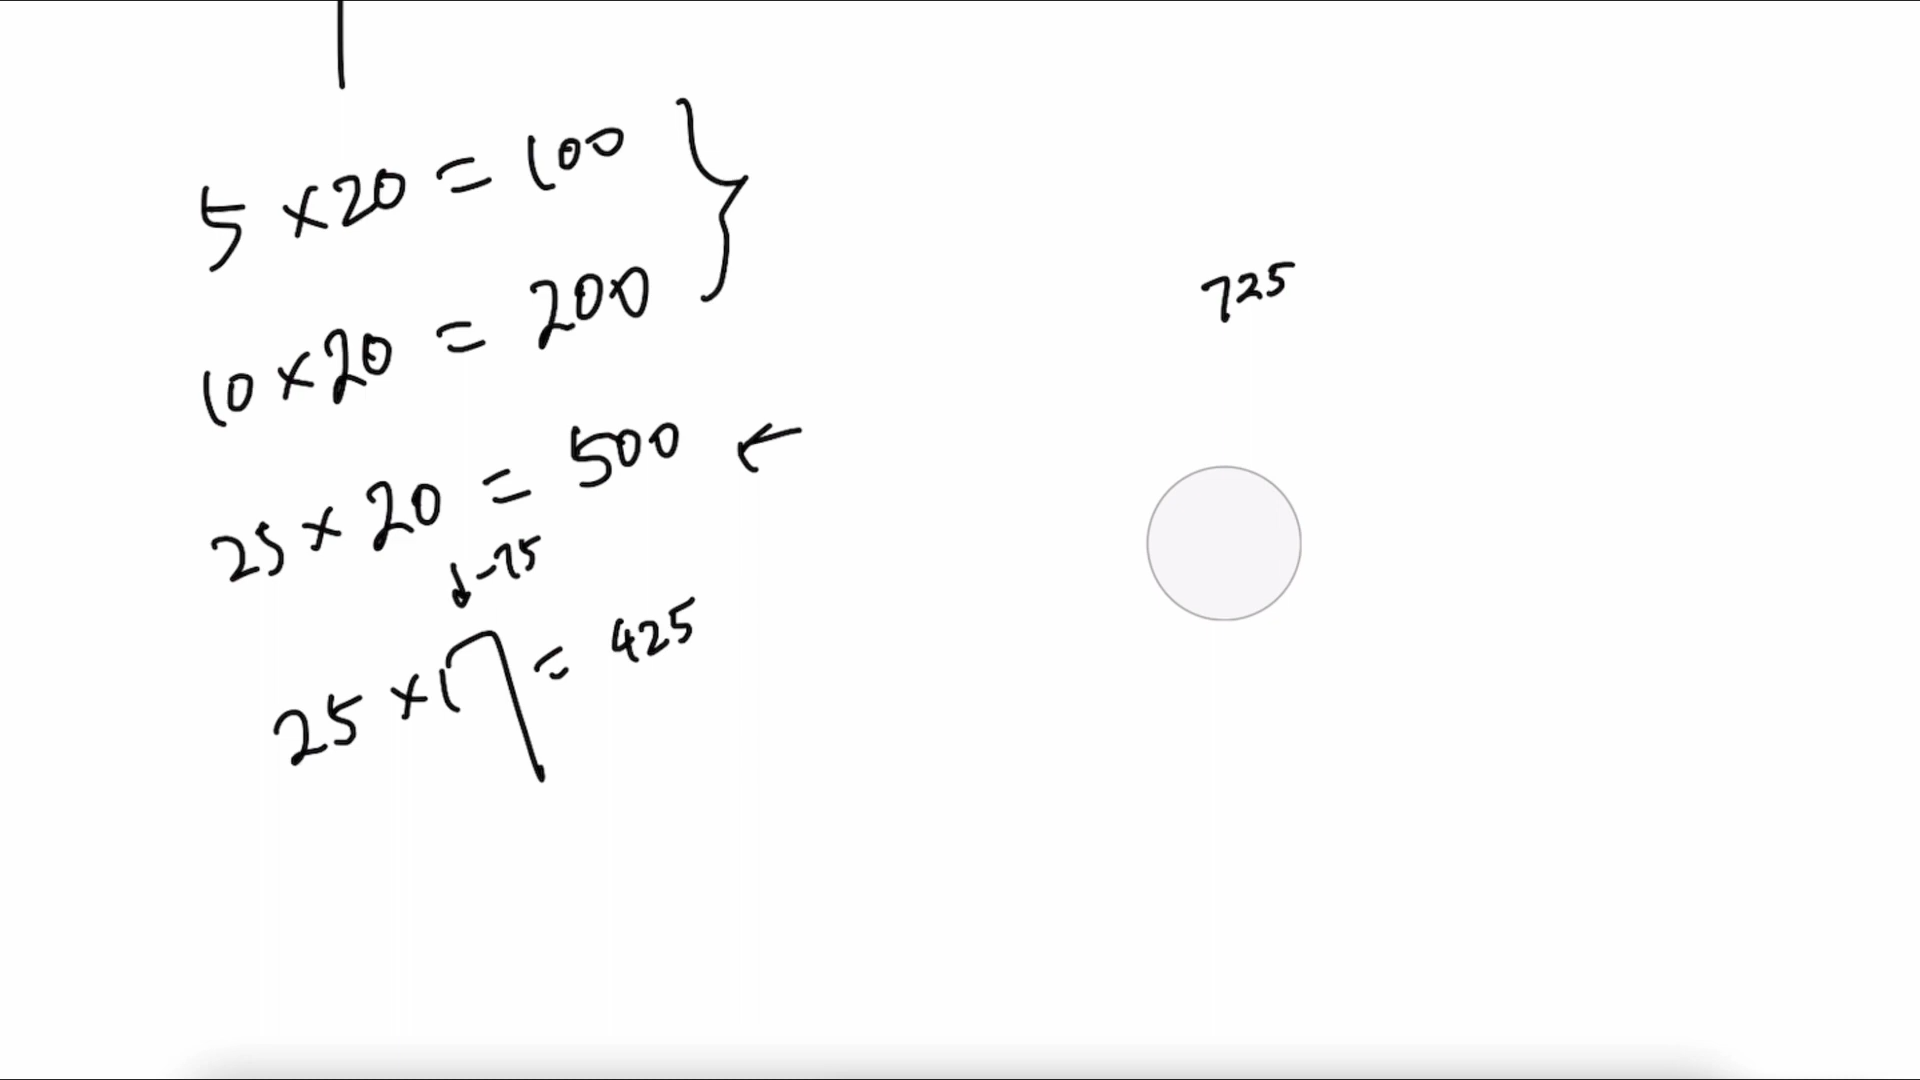 5 × 20 = 100
10 × 20 = 200
25 × 20 = 500 ←
↓ -75
25 × 17 = 425
725